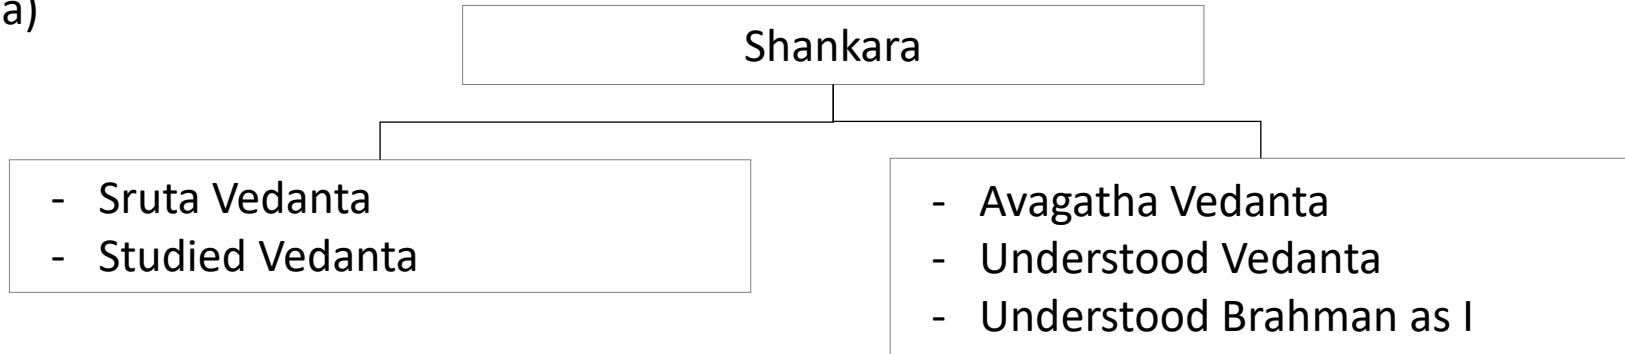 a)
Shankara
- Sruta Vedanta
- Studied Vedanta
- Avagatha Vedanta
- Understood Vedanta
- Understood Brahman as I